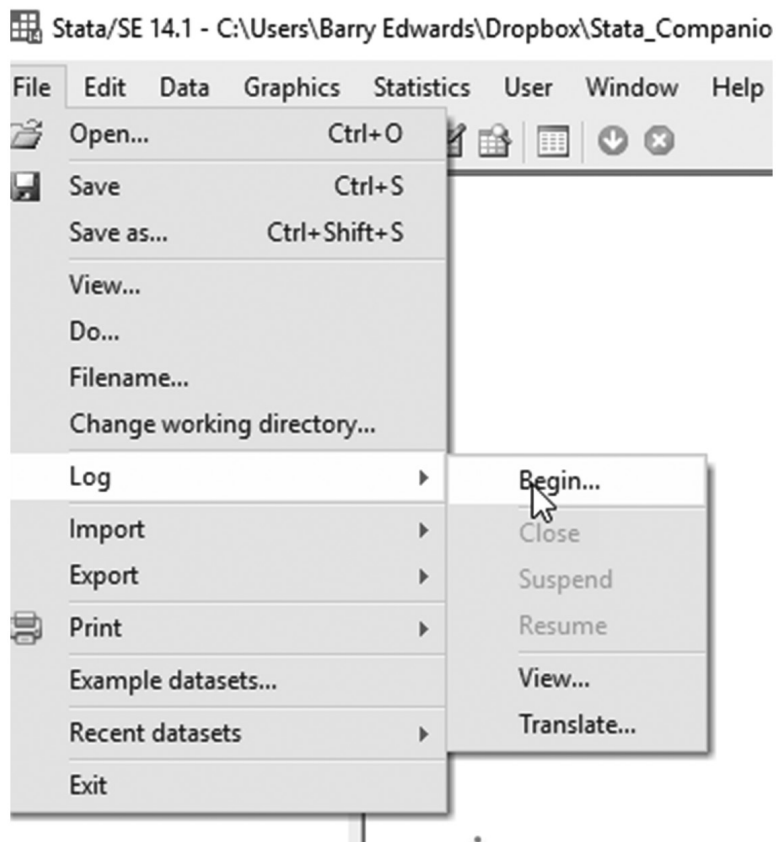 Stata/SE 14.1 - C:\Users\Barry Edwards\Dropbox\Stata_Companio
File Edit Data Graphics Statistics User Window Help
Open... Ctrl+O
Save Ctrl+S
Save as... Ctrl+Shift+S
View...
Do...
Filename...
Change working directory...
Log
Import
Export
Print
Example datasets...
Recent datasets
Exit
Begin...
Close
Suspend
Resume
View...
Translate...